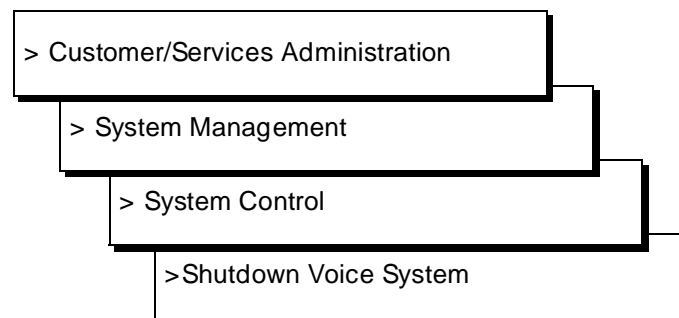 > Customer/Services Administration
> System Management
> System Control
>Shutdown Voice System